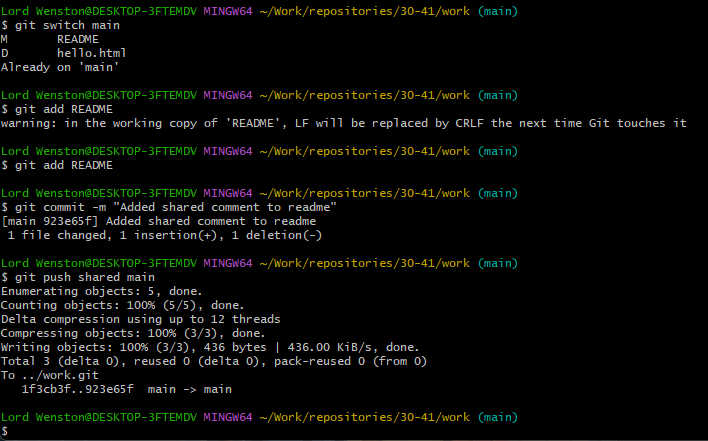 Lord Wenston@DESKTOP-3FTEMDV MINGW64 ~/Work/repositories/30-41/work (main)
$ git switch main
M       README
D       hello.html
Already on 'main'
Lord Wenston@DESKTOP-3FTEMDV MINGW64 ~/Work/repositories/30-41/work (main)
$ git add README
warning: in the working copy of 'README', LF will be replaced by CRLF the next time Git touches it
Lord Wenston@DESKTOP-3FTEMDV MINGW64 ~/Work/repositories/30-41/work (main)
$ git add README
Lord Wenston@DESKTOP-3FTEMDV MINGW64 ~/Work/repositories/30-41/work (main)
$ git commit -m "Added shared comment to readme"
[main 923e65f] Added shared comment to readme
 1 file changed, 1 insertion(+), 1 deletion(-)
Lord Wenston@DESKTOP-3FTEMDV MINGW64 ~/Work/repositories/30-41/work (main)
$ git push shared main
Enumerating objects: 5, done.
Counting objects: 100% (5/5), done.
Delta compression using up to 12 threads
Compressing objects: 100% (3/3), done.
Writing objects: 100% (3/3), 436 bytes | 436.00 KiB/s, done.
Total 3 (delta 0), reused 0 (delta 0), pack-reused 0 (from 0)
To ../work.git
   1f3cb3f..923e65f  main -> main
Lord Wenston@DESKTOP-3FTEMDV MINGW64 ~/Work/repositories/30-41/work (main)
$